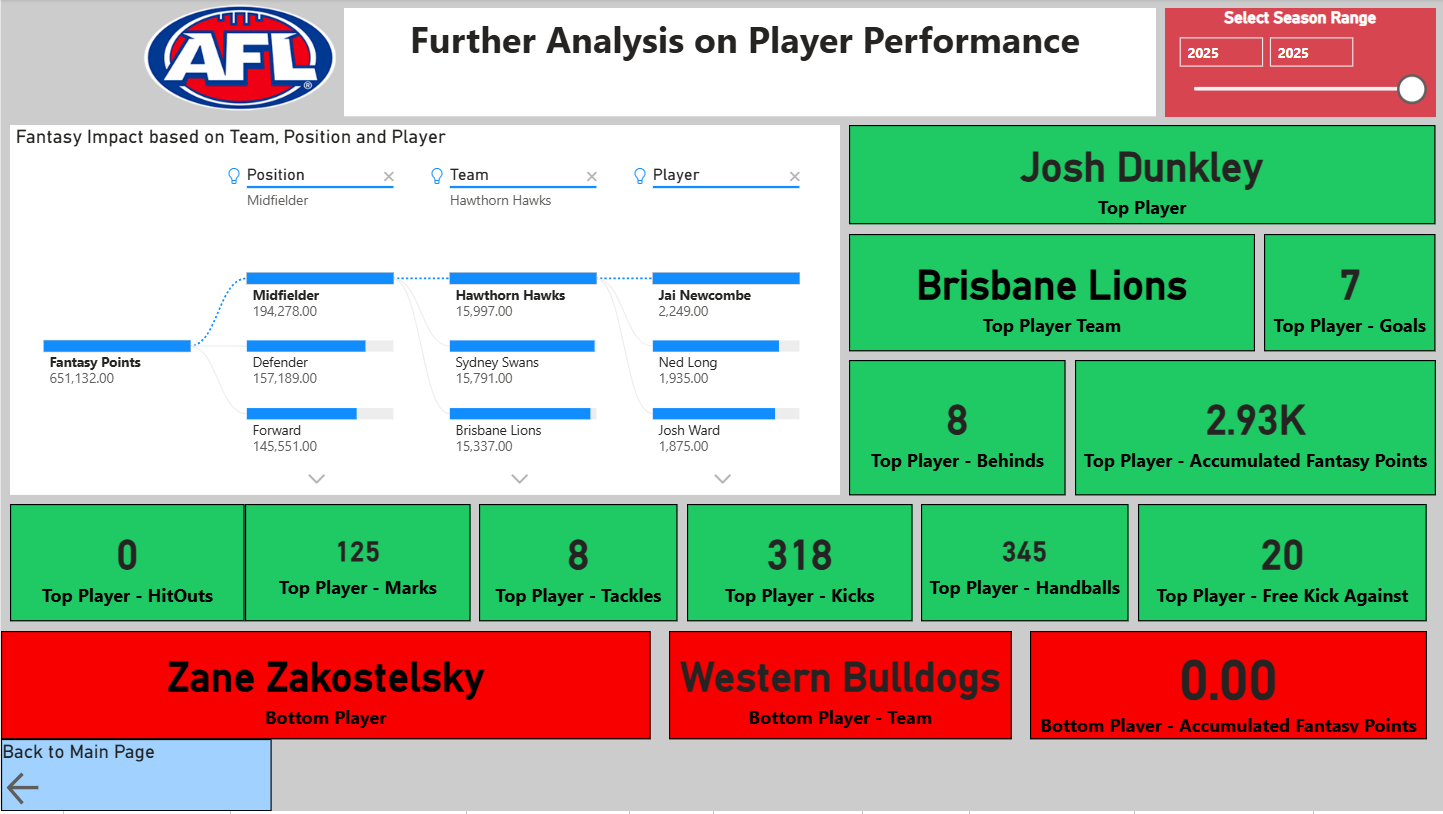 AFL
®
Further Analysis on Player Performance
Select Season Range
2025 2025
Fantasy Impact based on Team, Position and Player
Position
Midfielder
Team
Hawthorn Hawks
Player
Fantasy Points
651,132.00
Midfielder
194,278.00
Defender
157,189.00
Forward
145,551.00
Hawthorn Hawks
15,997.00
Sydney Swans
15,791.00
Brisbane Lions
15,337.00
Jai Newcombe
2,249.00
Ned Long
1,935.00
Josh Ward
1,875.00
Josh Dunkley
Top Player
Brisbane Lions
Top Player Team
7
Top Player - Goals
8
Top Player - Behinds
2.93K
Top Player - Accumulated Fantasy Points
0
Top Player - HitOuts
125
Top Player - Marks
8
Top Player - Tackles
318
Top Player - Kicks
345
Top Player - Handballs
20
Top Player - Free Kick Against
Zane Zakostelsky
Bottom Player
Western Bulldogs
Bottom Player - Team
0.00
Bottom Player - Accumulated Fantasy Points
Back to Main Page